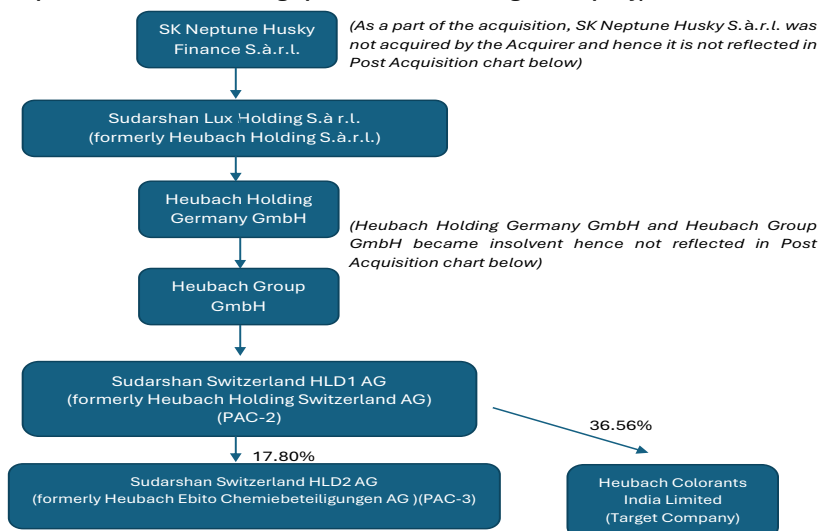 SK Neptune Husky
Finance S.à.r.l.
(As a part of the acquisition, SK Neptune Husky S.à.r.l. was
not acquired by the Acquirer and hence it is not reflected in
Post Acquisition chart below)
Sudarshan Lux Holding S.à r.l.
(formerly Heubach Holding S.à.r.l.)
Heubach Holding
Germany GmbH
(Heubach Holding Germany GmbH and Heubach Group
GmbH became insolvent hence not reflected in Post
Acquisition chart below)
Heubach Group
GmbH
Sudarshan Switzerland HLD1 AG
(formerly Heubach Holding Switzerland AG)
(PAC-2)
36.56%
17.80%
Sudarshan Switzerland HLD2 AG
(formerly Heubach Ebito Chemiebeteiligungen AG )(PAC-3)
Heubach Colorants
India Limited
(Target Company)